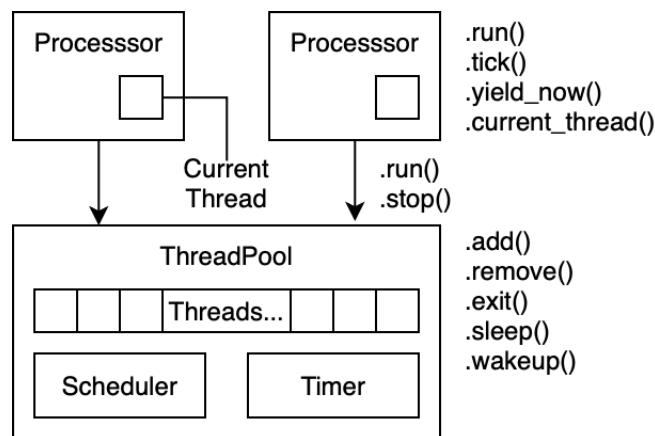 Processsor
Processsor
.run()
.tick()
.yield_now()
.current_thread()
Current
Thread
.run()
.stop()
ThreadPool
Threads...
Scheduler
Timer
.add()
.remove()
.exit()
.sleep()
.wakeup()